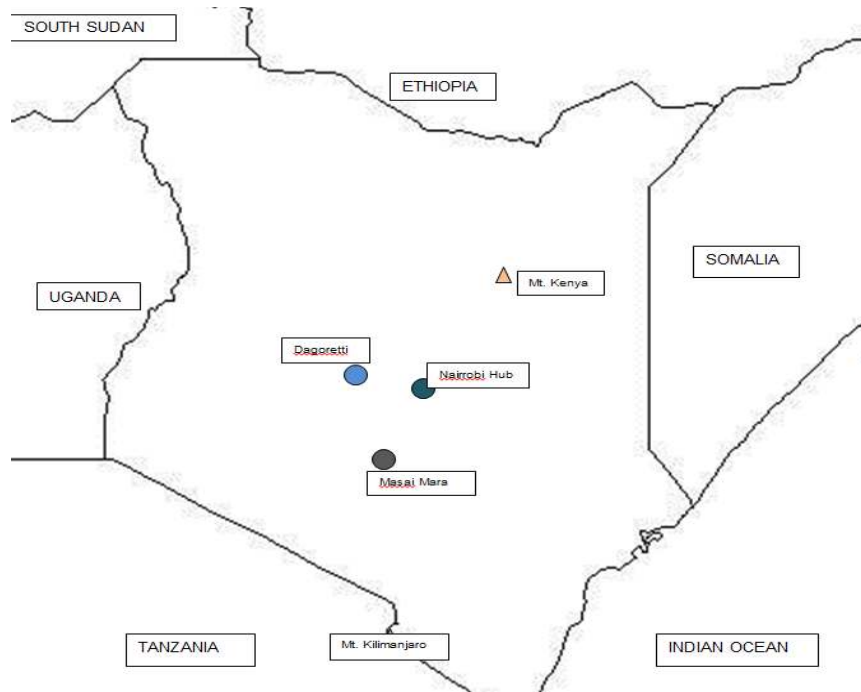 SOUTH SUDAN
ETHIOPIA
SOMALIA
Mt. Kenya
UGANDA
Dagoretti
Nairrobi Hub
Masai Mara
TANZANIA
Mt. Kilimanjaro
INDIAN OCEAN